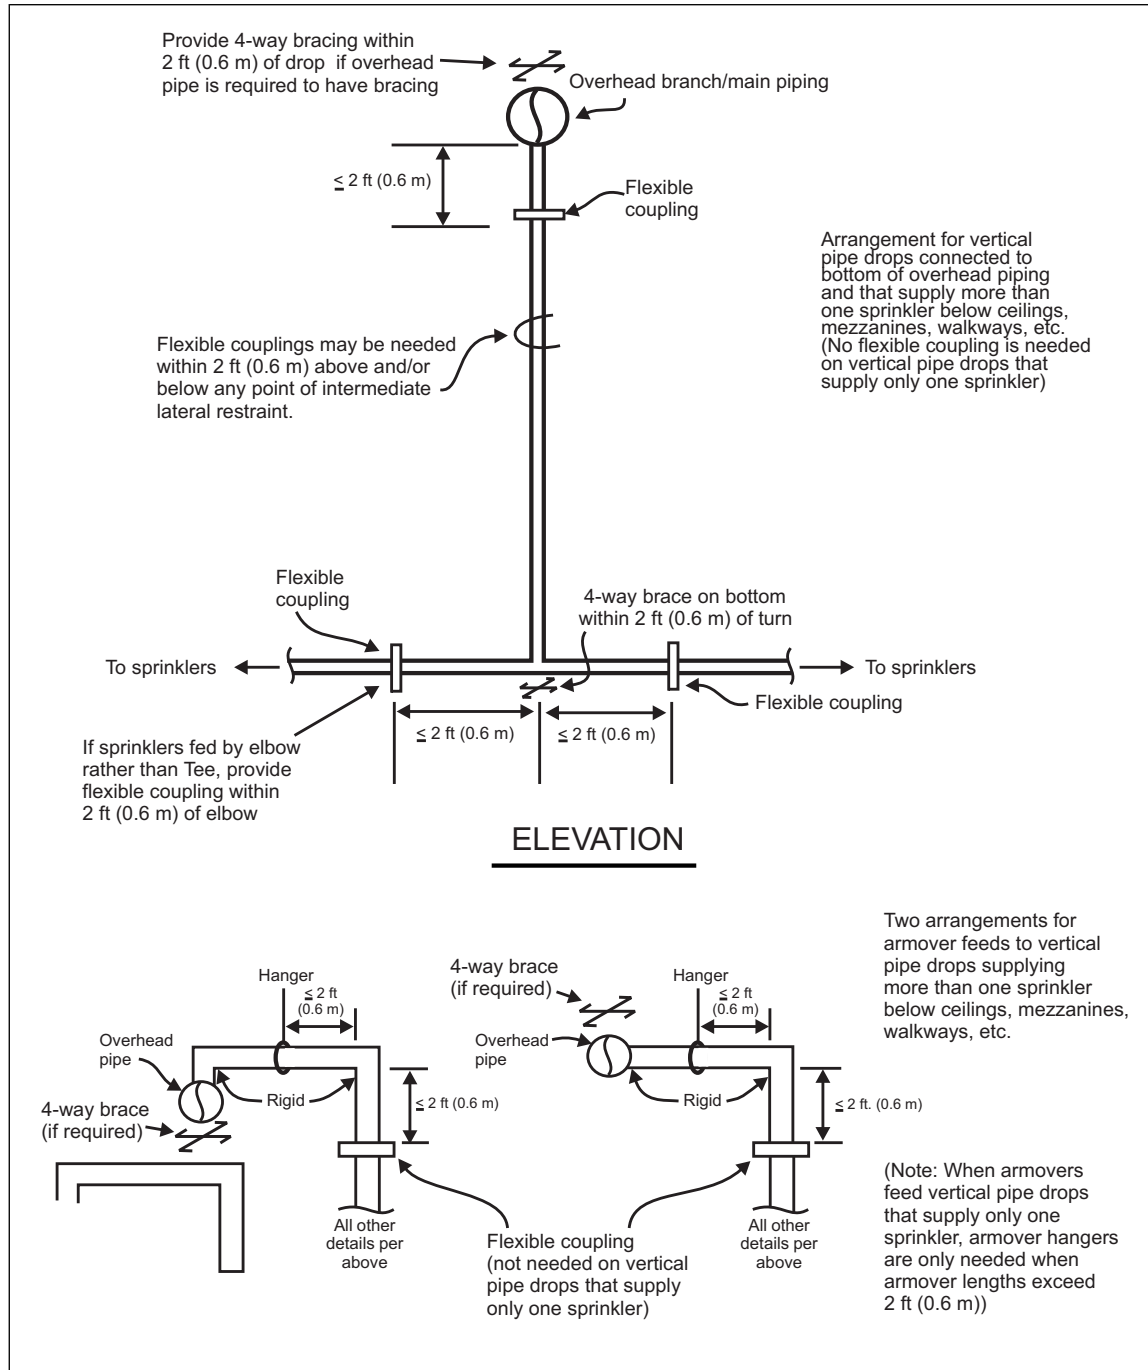 Provide 4-way bracing within
2 ft (0.6 m) of drop if overhead
pipe is required to have bracing
Overhead branch/main piping
≤ 2 ft (0.6 m)
Flexible
coupling
Arrangement for vertical
pipe drops connected to
bottom of overhead piping
and that supply more than
one sprinkler below ceilings,
mezzanines, walkways, etc.
(No flexible coupling is needed
on vertical pipe drops that
supply only one sprinkler)
Flexible couplings may be needed
within 2 ft (0.6 m) above and/or
below any point of intermediate
lateral restraint.
Flexible
coupling
4-way brace on bottom
within 2 ft (0.6 m) of turn
To sprinklers
To sprinklers
Flexible coupling
≤ 2 ft (0.6 m)
≤ 2 ft (0.6 m)
If sprinklers fed by elbow
rather than Tee, provide
flexible coupling within
2 ft (0.6 m) of elbow
ELEVATION
Two arrangements for
armover feeds to vertical
pipe drops supplying
more than one sprinkler
below ceilings, mezzanines,
walkways, etc.
Hanger
≤ 2 ft
(0.6 m)
Overhead
pipe
Rigid
≤ 2 ft (0.6 m)
4-way brace
(if required)
All other
details per
above
4-way brace
(if required)
Hanger
≤ 2 ft
(0.6 m)
Overhead
pipe
Rigid
≤ 2 ft. (0.6 m)
All other
details per
above
Flexible coupling
(not needed on vertical
pipe drops that supply
only one sprinkler)
(Note: When armovers
feed vertical pipe drops
that supply only one
sprinkler, armover hangers
are only needed when
armover lengths exceed
2 ft (0.6 m))